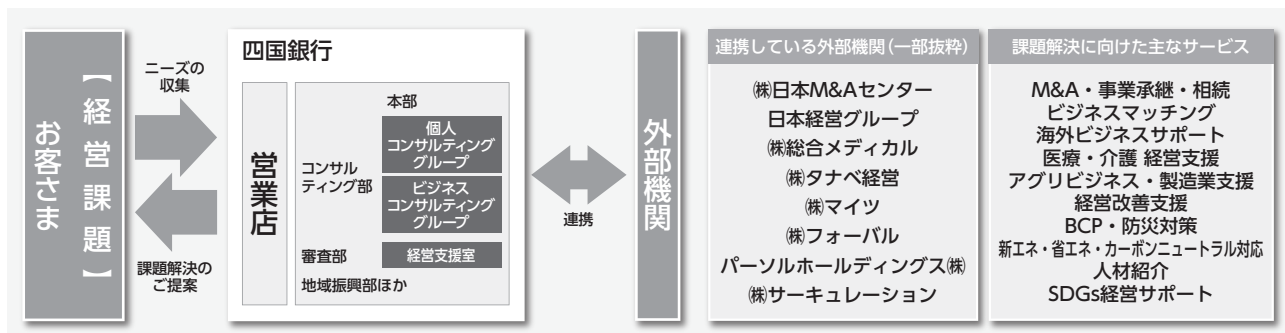 お客さま
【経営課題】
ニーズの
収集
課題解決の
ご提案
四国銀行
営業店
本部
コンサル
ティング部
個人
コンサルティング
グループ
ビジネス
コンサルティング
グループ
審査部
経営支援室
地域振興部ほか
連携
外部機関
連携している外部機関(一部抜粋)
㈱日本M&Aセンター
日本経営グループ
㈱総合メディカル
㈱タナベ経営
㈱マイツ
㈱フォーバル
パーソルホールディングス㈱
㈱サーキュレーション
課題解決に向けた主なサービス
M&A・事業承継・相続
ビジネスマッチング
海外ビジネスサポート
医療・介護 経営支援
アグリビジネス・製造業支援
経営改善支援
BCP・防災対策
新エネ・省エネ・カーボンニュートラル対応
人材紹介
SDGs経営サポート